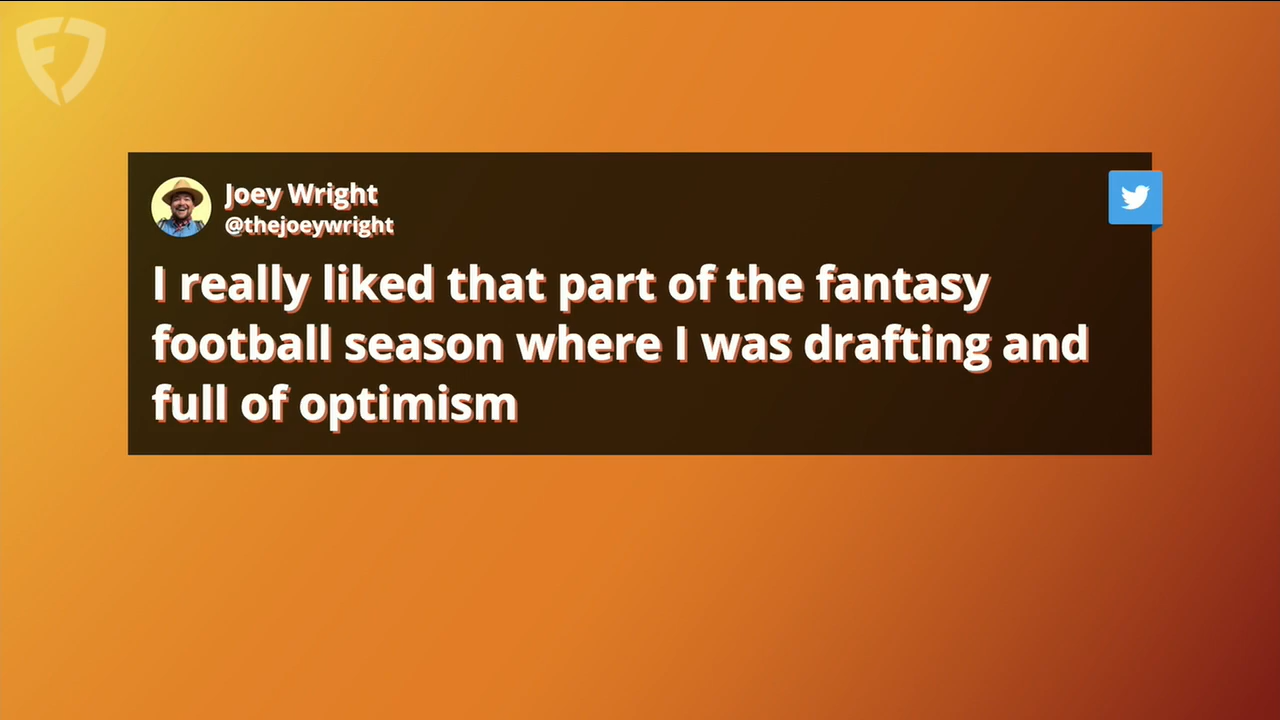 Joey Wright
@thejoeywright
I really liked that part of the fantasy
football season where I was drafting and
full of optimism